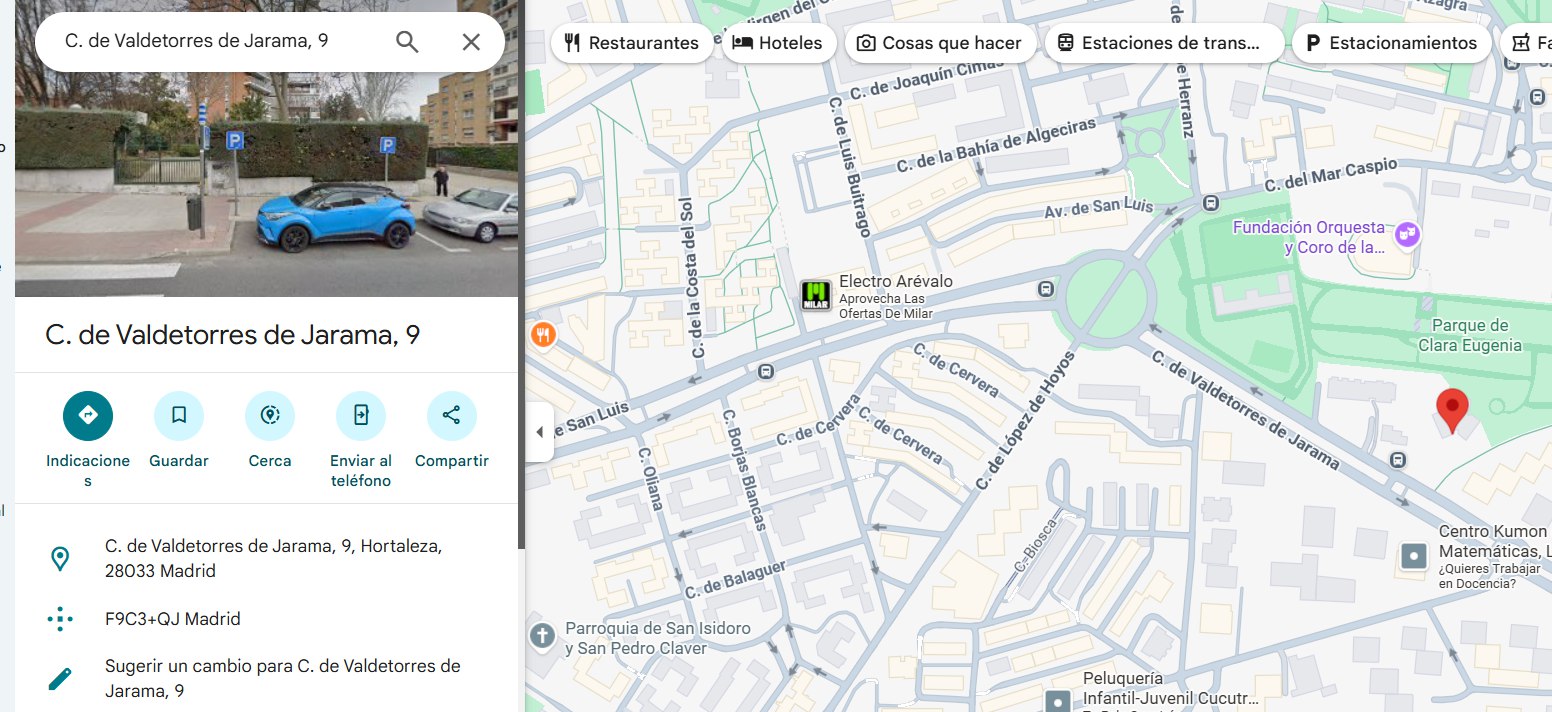 C. de Valdetorres de Jarama, 9
P
P
C. de Valdetorres de Jarama, 9
Indicacione
s
Guardar
Cerca
Enviar al
teléfono
Compartir
C. de Valdetorres de Jarama, 9, Hortaleza,
28033 Madrid
F9C3+QJ Madrid
Sugerir un cambio para C. de Valdetorres de
Jarama, 9
Restaurantes
Hoteles
Cosas que hacer
Estaciones de trans...
P Estacionamientos
Fa
Virgen del
Azagra
C. de Joaquín Cimas
de Herranz
C. de Luis Buitrago
C. de la Bahía de Algeciras
C. del Mar Caspio
Av. de San Luis
C. de la Costa del Sol
Fundación Orquesta
y Coro de la...
MILAR
Electro Arévalo
Aprovecha Las
Ofertas De Milar
Parque de
Clara Eugenia
C. de Cervera
C. de Valdetorres de Jarama
C. de López de Hoyos
de San Luis
C. de Cervera
C. de Cervera
C. Borjas Blancas
C. Oliana
C. Biosca
Centro Kumon
Matemáticas, L
¿Quieres Trabajar
en Docencia?
C. de Balaguer
Parroquia de San Isidoro
y San Pedro Claver
Peluquería
Infantil-Juvenil Cucutr...